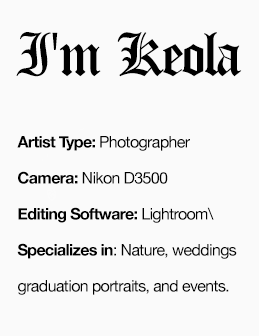 I'm Keola
Artist Type: Photographer
Camera: Nikon D3500
Editing Software: Lightroom\
Specializes in: Nature, weddings
graduation portraits, and events.